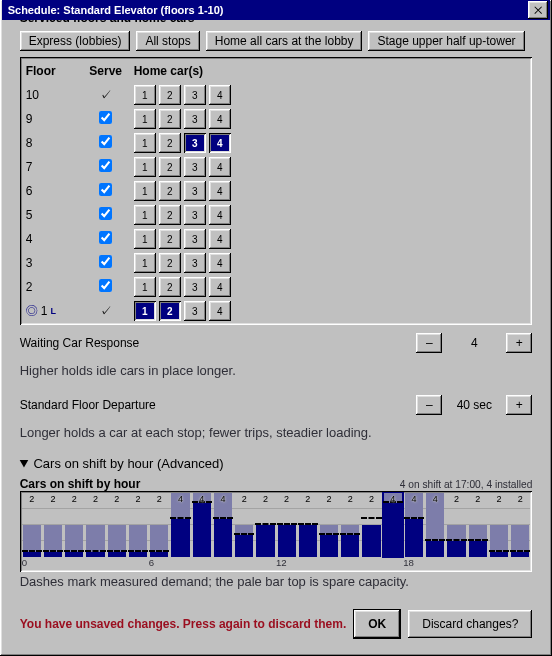 Schedule: Standard Elevator (floors 1-10)
Serviced floors and home cars
Express (lobbies) All stops Home all cars at the lobby Stage upper half up-tower
Floor Serve Home car(s)
10 ✓ 1 2 3 4
9 1 2 3 4
8 1 2 3 4
7 1 2 3 4
6 1 2 3 4
5 1 2 3 4
4 1 2 3 4
3 1 2 3 4
2 1 2 3 4
◎ 1 L ✓ 1 2 3 4
Waiting Car Response – 4 +
Higher holds idle cars in place longer.
Standard Floor Departure – 40 sec +
Longer holds a car at each stop; fewer trips, steadier loading.
▼ Cars on shift by hour (Advanced)
Cars on shift by hour 4 on shift at 17:00, 4 installed
2 2 2 2 2 2 2 4 4 4 2 2 2 2 2 2 2 4 4 4 2 2 2 2
0 6 12 18
Dashes mark measured demand; the pale bar top is spare capacity.
You have unsaved changes. Press again to discard them. OK Discard changes?